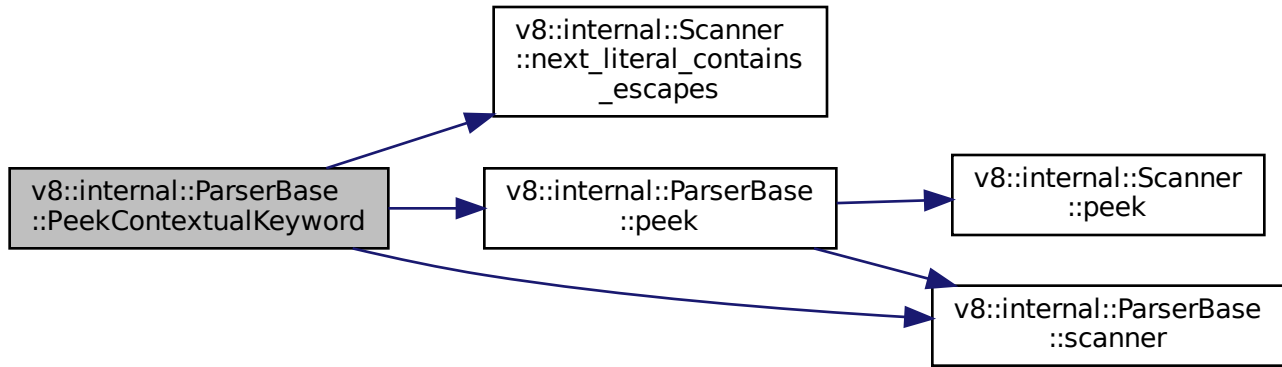 v8::internal::Scanner
::next_literal_contains
_escapes
v8::internal::ParserBase
::PeekContextualKeyword
v8::internal::ParserBase
::peek
v8::internal::Scanner
::peek
v8::internal::ParserBase
::scanner